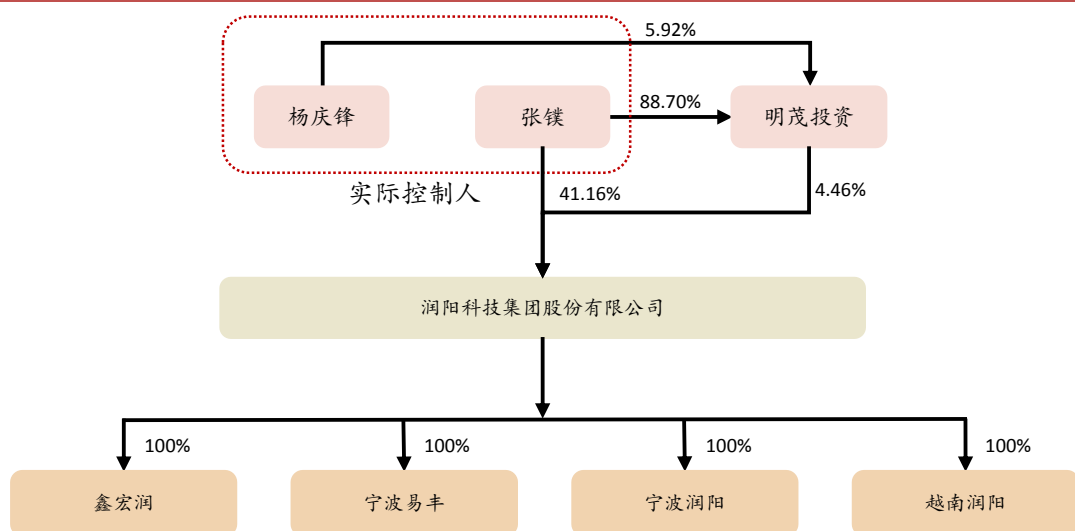 5.92%
杨庆锋
张镤
88.70%
明茂投资
实际控制人
41.16%
4.46%
润阳科技集团股份有限公司
100%
100%
100%
100%
鑫宏润
宁波易丰
宁波润阳
越南润阳